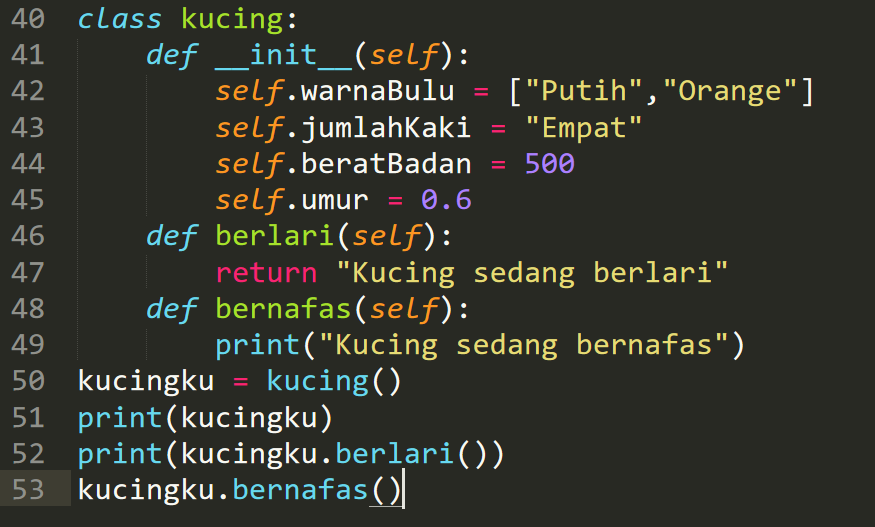 40 class kucing:
41     def __init__(self):
42         self.warnaBulu = ["Putih","Orange"]
43         self.jumlahKaki = "Empat"
44         self.beratBadan = 500
45         self.umur = 0.6
46     def berlari(self):
47         return "Kucing sedang berlari"
48     def bernafas(self):
49         print("Kucing sedang bernafas")
50 kucingku = kucing()
51 print(kucingku)
52 print(kucingku.berlari())
53 kucingku.bernafas()